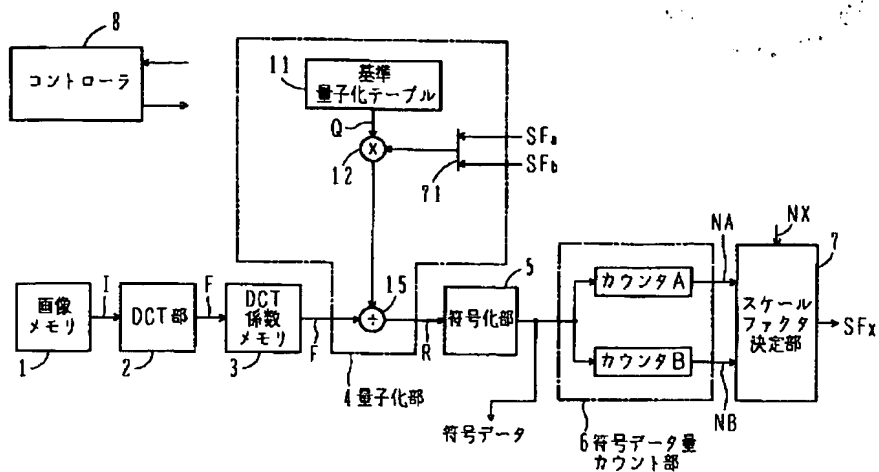 8
コントローラ
11
基準
量子化テーブル
Q
×
12
SFa
SFb
71
NA
NX
7
5
I
F
15
画像
メモリ
DCT部
DCT
係数
メモリ
F
÷
R
符号化部
カウンタA
カウンタB
スケール
ファクタ
決定部
SFx
1
2
3
4量子化部
NB
符号データ
6符号データ量
カウント部